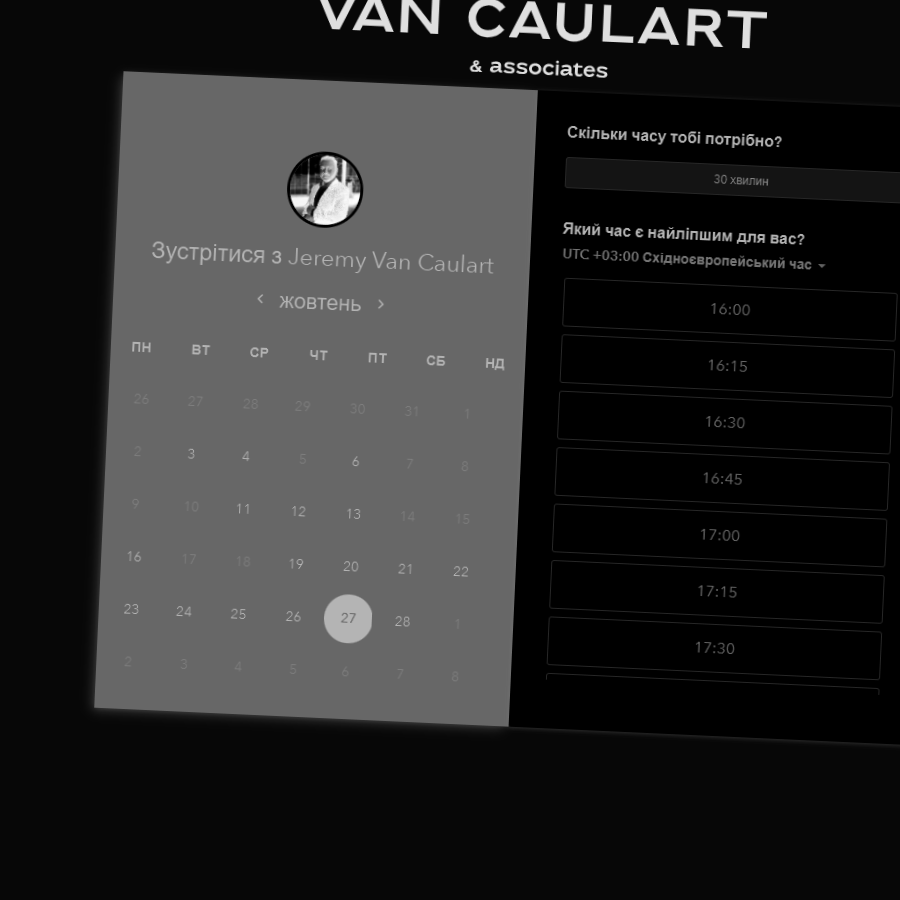 VAN CAULART
& associates
Зустрітися з Jeremy Van Caulart
‹ жовтень ›
ПН ВТ СР ЧТ ПТ СБ НД
26 27 28 29 30 31 1
2 3 4 5 6 7 8
9 10 11 12 13 14 15
16 17 18 19 20 21 22
23 24 25 26 27 28 1
2 3 4 5 6 7 8
Скільки часу тобі потрібно?
30 хвилин
Який час є найліпшим для вас?
UTC +03:00 Східноєвропейський час
16:00
16:15
16:30
16:45
17:00
17:15
17:30